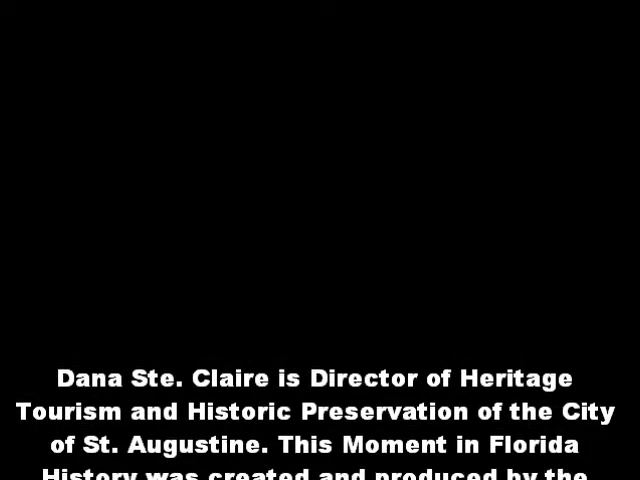 Dana Ste. Claire is Director of Heritage
Tourism and Historic Preservation of the City
of St. Augustine. This Moment in Florida
History was created and produced by the